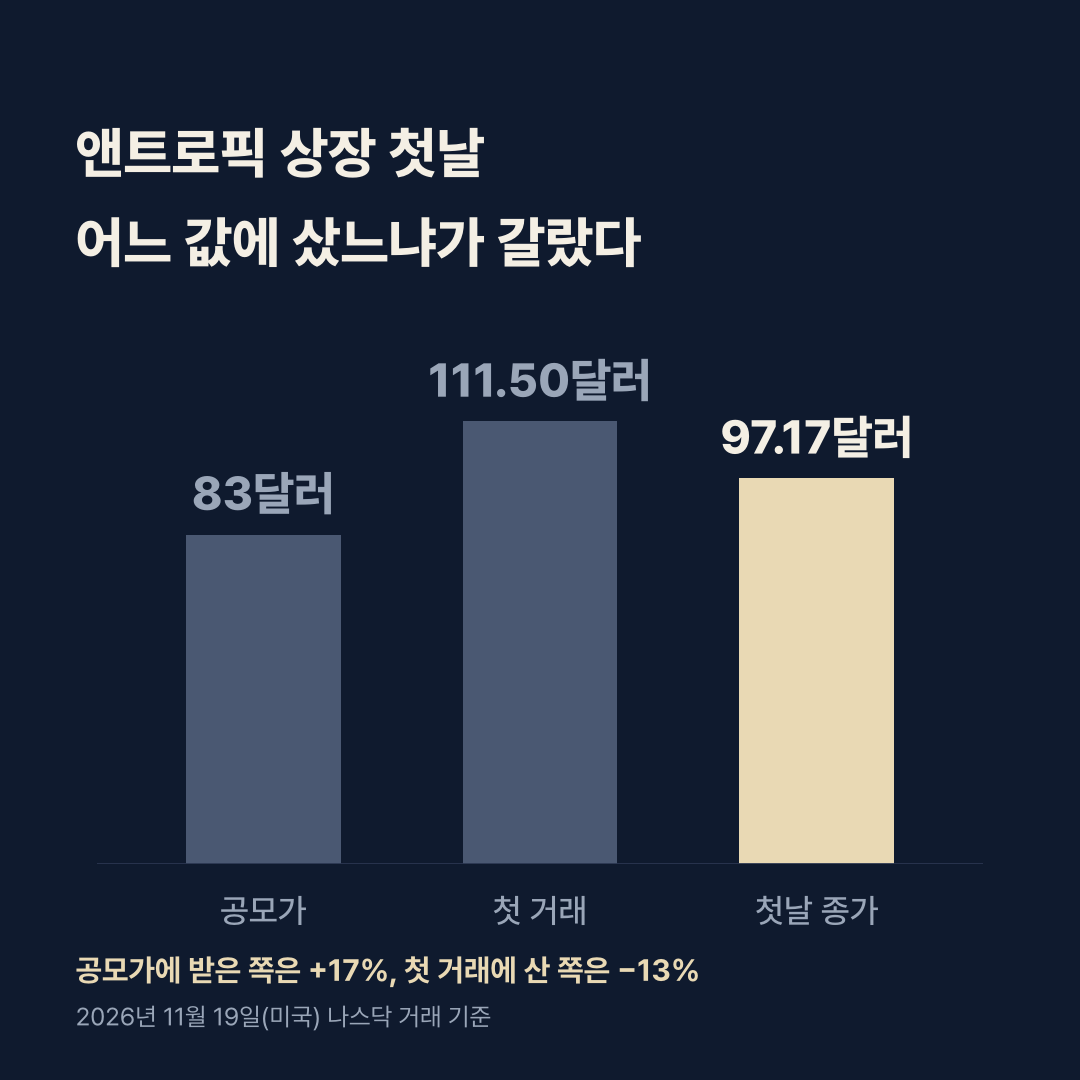 앤트로픽 상장 첫날
어느 값에 샀느냐가 갈랐다
111.50달러
97.17달러
83달러
공모가
첫 거래
첫날 종가
공모가에 받은 쪽은 +17%, 첫 거래에 산 쪽은 −13%
2026년 11월 19일(미국) 나스닥 거래 기준